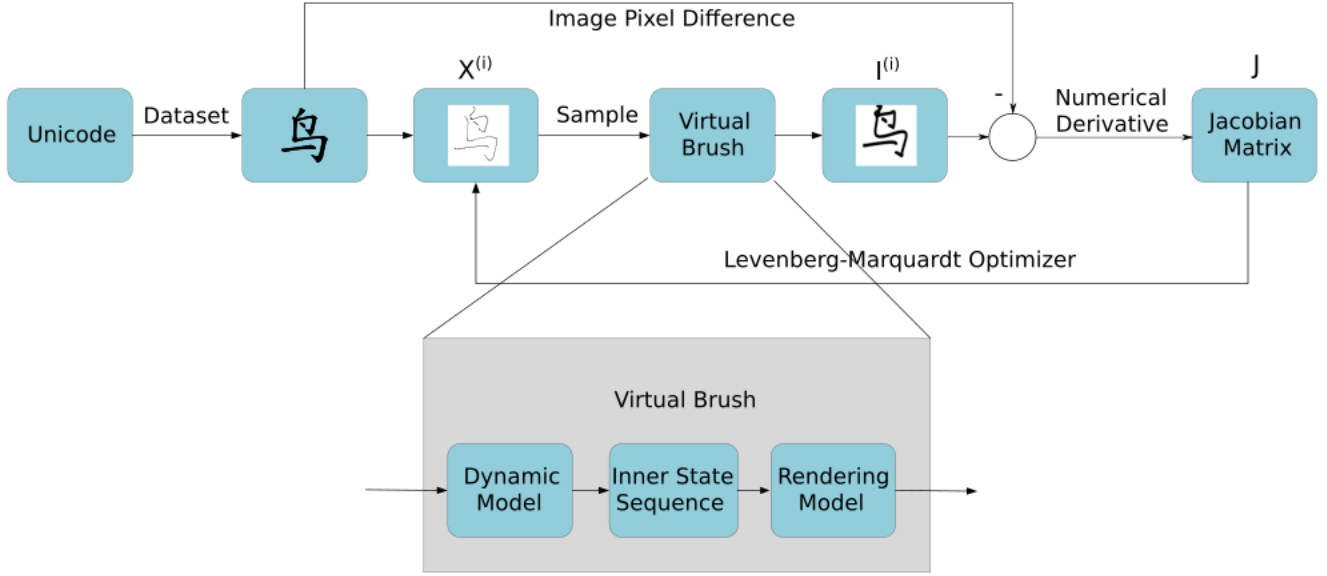 Image Pixel Difference
X(i)
I(i)
J
Unicode
Dataset
鸟
鸟
Sample
Virtual
Brush
鸟
-
Numerical
Derivative
Jacobian
Matrix
Levenberg-Marquardt Optimizer
Virtual Brush
Dynamic
Model
Inner State
Sequence
Rendering
Model